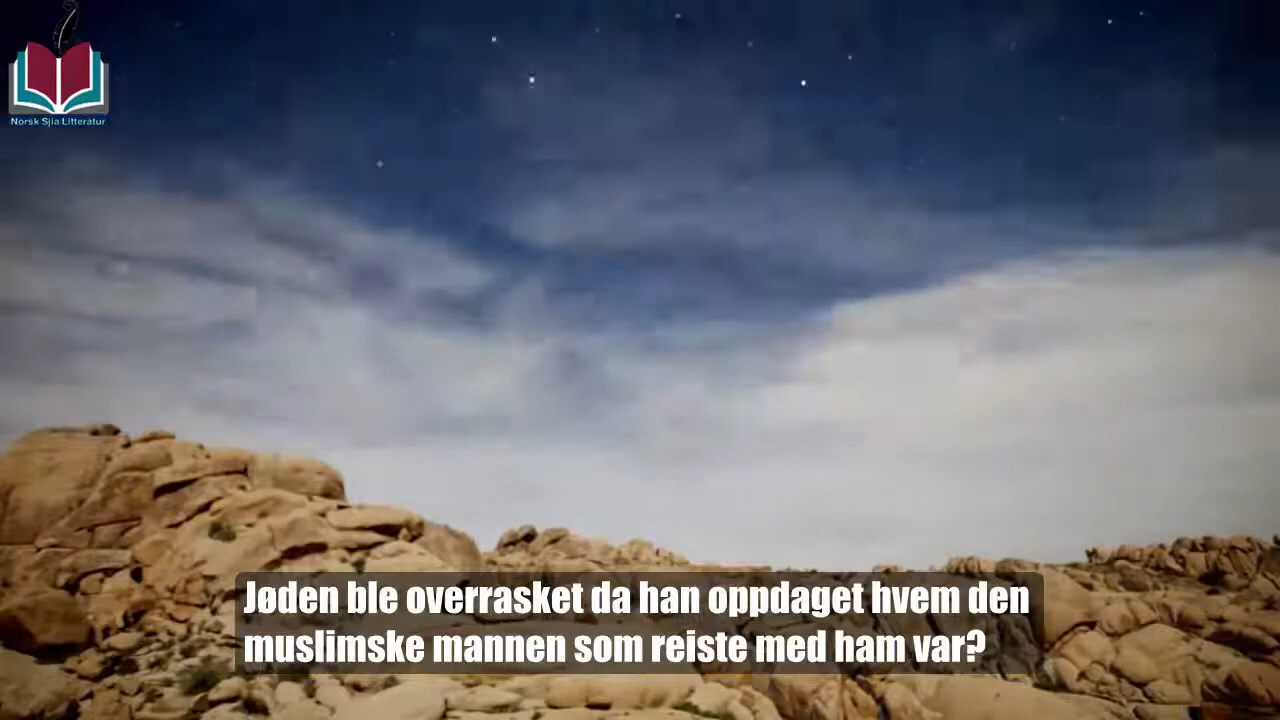 Norsk Sjia Litteratur
Jøden ble overrasket da han oppdaget hvem den
muslimske mannen som reiste med ham var?